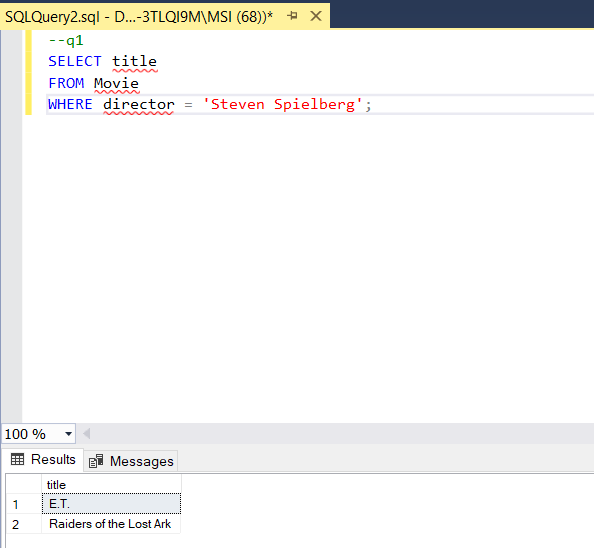 SQLQuery2.sql - D...-3TLQI9M\MSI (68))*
--q1
SELECT title
FROM Movie
WHERE director = 'Steven Spielberg';
100 %
Results Messages
title
1 E.T.
2 Raiders of the Lost Ark